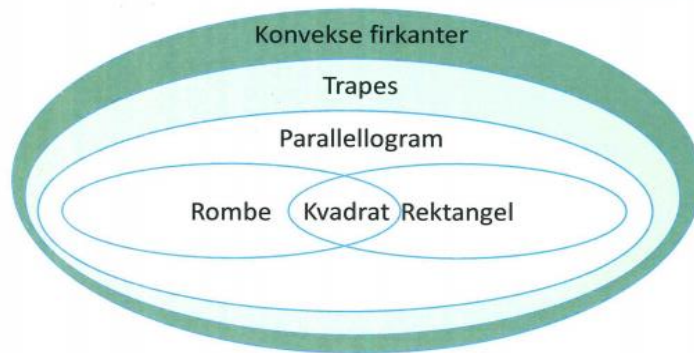 Konvekse firkanter
Trapes
Parallellogram
Rombe Kvadrat Rektangel